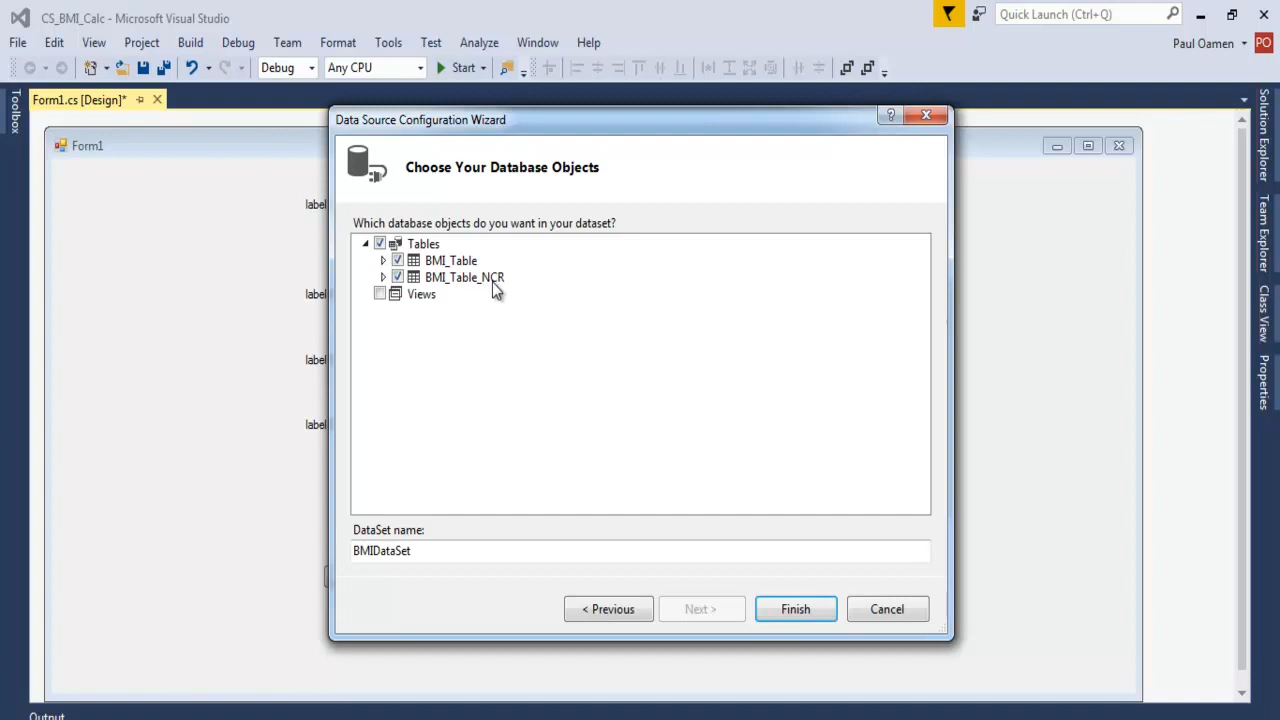 CS_BMI_Calc - Microsoft Visual Studio
Quick Launch (Ctrl+Q)
File Edit View Project Build Debug Team Format Tools Test Analyze Window Help
Paul Oamen PO
Debug Any CPU Start
Form1.cs [Design]*
Toolbox
Solution Explorer
Team Explorer
Class View
Properties
Form1
Data Source Configuration Wizard
Choose Your Database Objects
label
Which database objects do you want in your dataset?
Tables
BMI_Table
BMI_Table_NCR
label
Views
label
label
DataSet name:
BMIDataSet
< Previous Next > Finish Cancel
Output